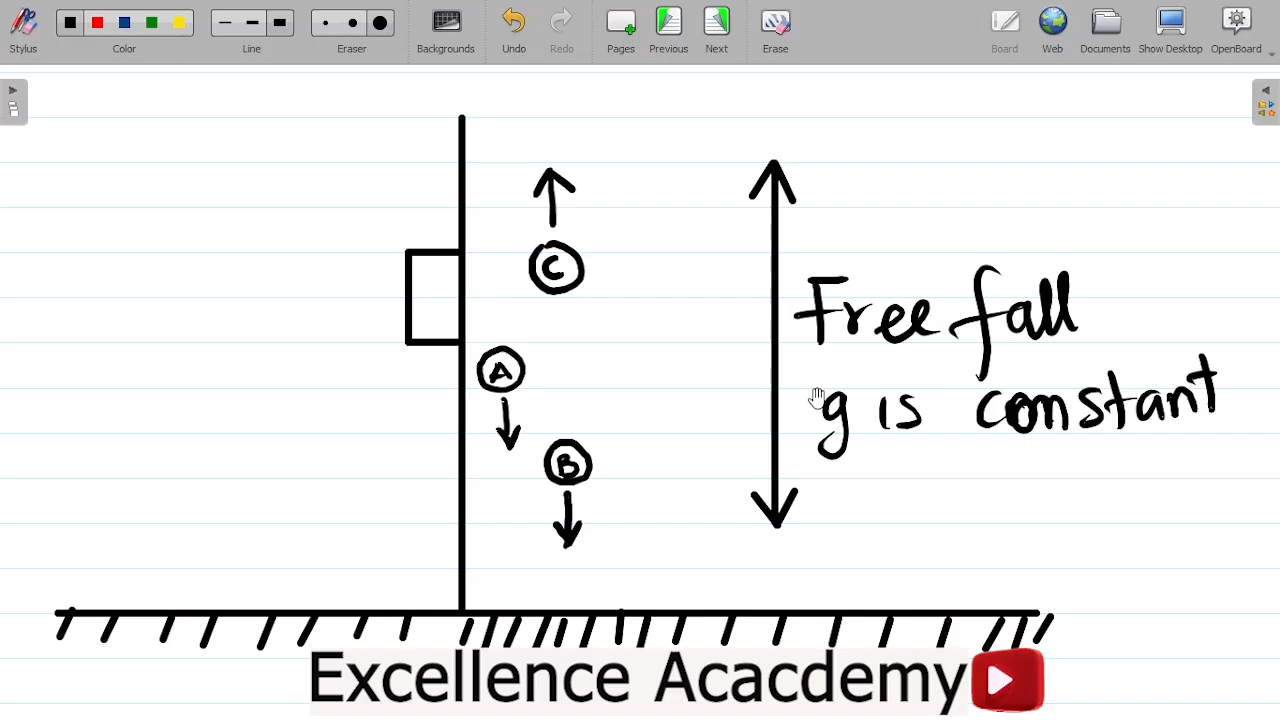 Stylus
Color
Line
Eraser
Backgrounds
Undo
Redo
Pages
Previous
Next
Erase
Board
Web
Documents
Show Desktop
OpenBoard
C
Free fall
A
g is constant
B
Excellence Acacdemy